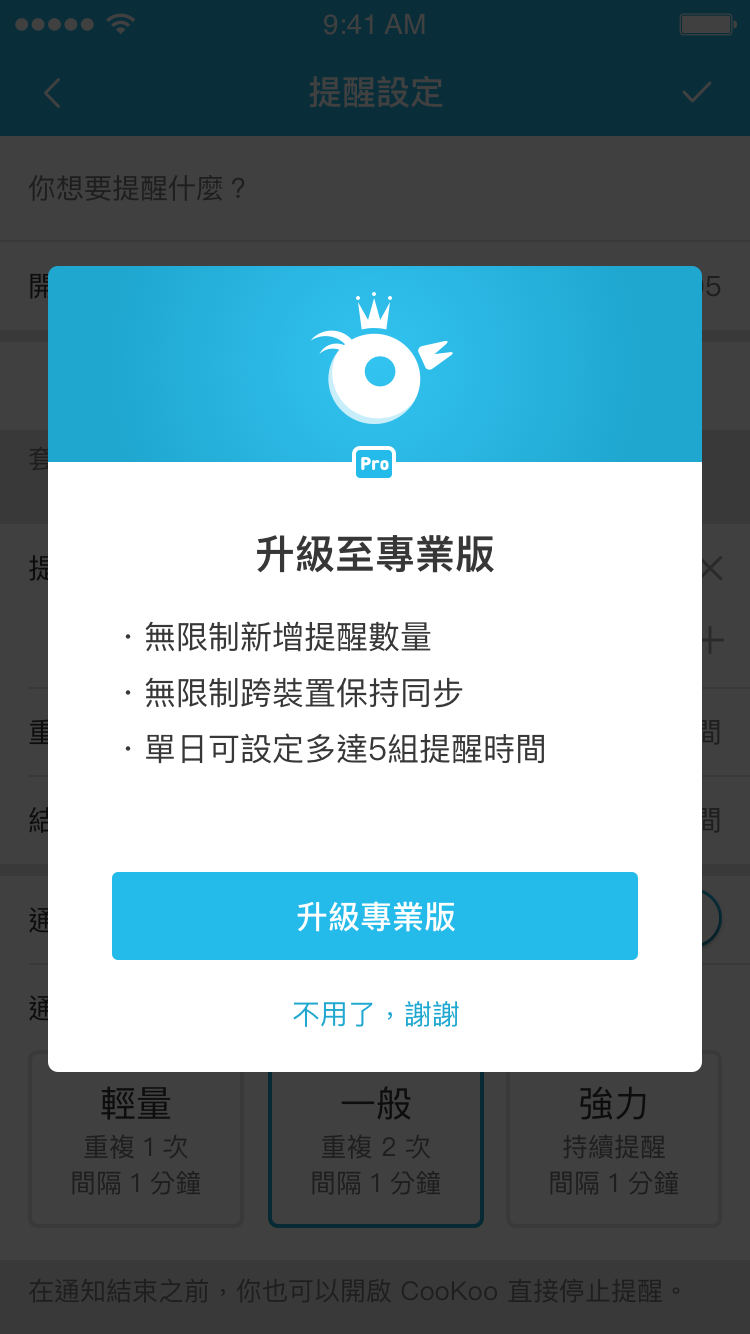 9:41 AM
提醒設定
你想要提醒什麼？
開
05
Pro
套
升級至專業版
提
・無限制新增提醒數量
・無限制跨裝置保持同步
重
間
・單日可設定多達5組提醒時間
結
間
通
升級專業版
通
不用了，謝謝
輕量
一般
強力
重複 1 次
重複 2 次
持續提醒
間隔 1 分鐘
間隔 1 分鐘
間隔 1 分鐘
在通知結束之前，你也可以開啟 CooKoo 直接停止提醒。